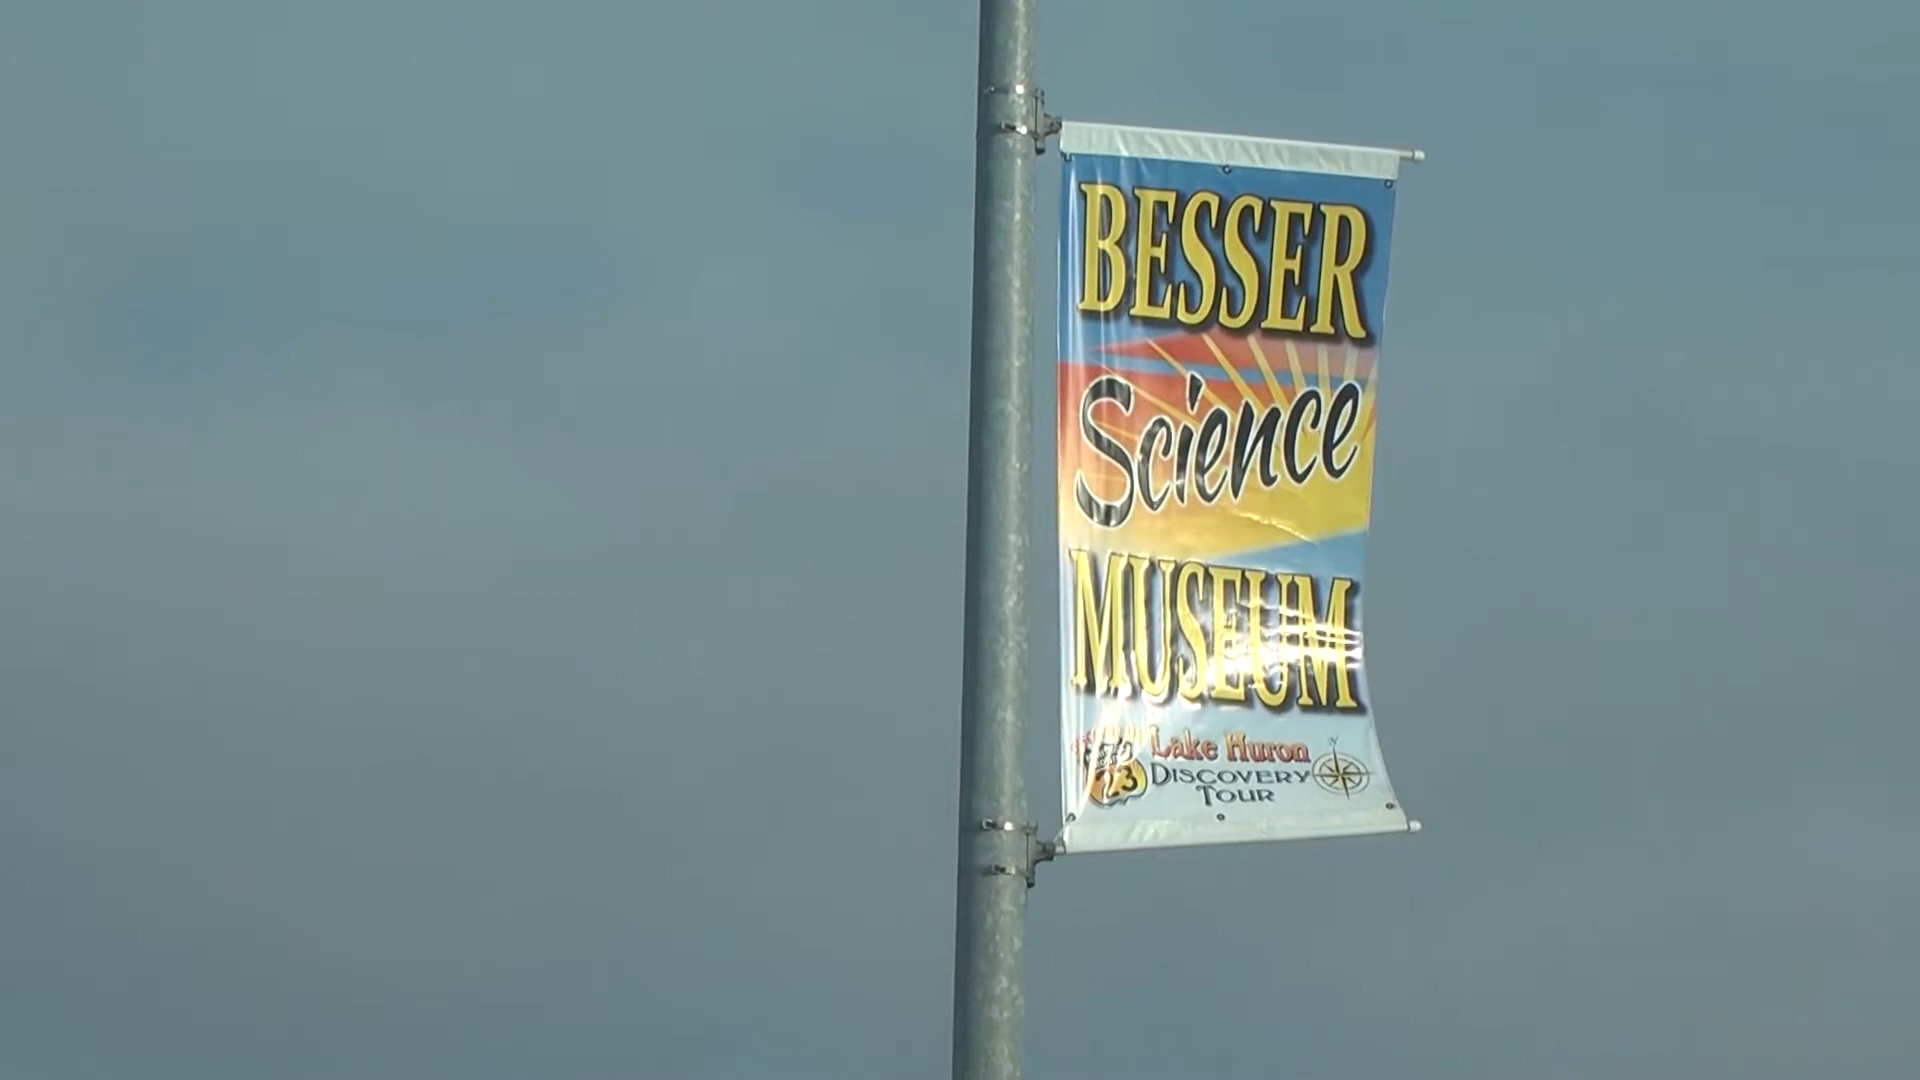 BESSER
Science
MUSEUM
Lake Huron
23
DISCOVERY
TOUR
N